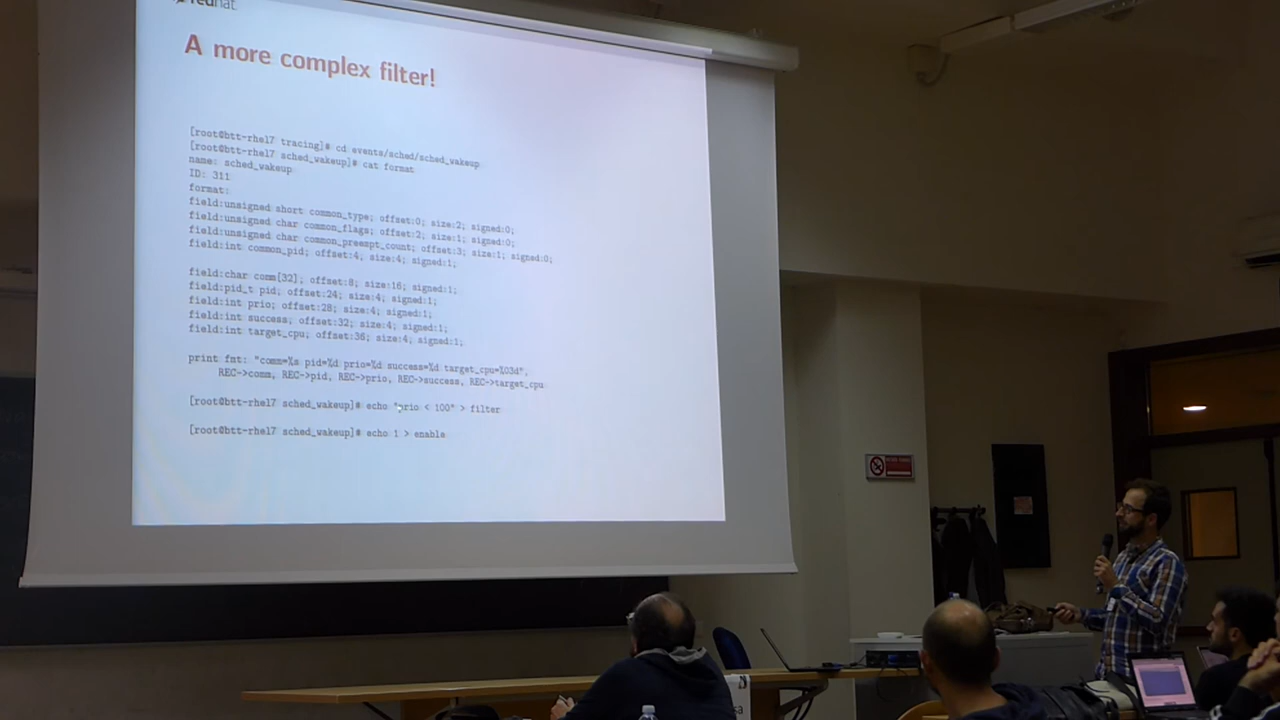 redhat.
A more complex filter!
[root@btt-rhel7 tracing]# cd events/sched/sched_wakeup
[root@btt-rhel7 sched_wakeup]# cat format
name: sched_wakeup
ID: 311
format:
field:unsigned short common_type; offset:0; size:2; signed:0;
field:unsigned char common_flags; offset:2; size:1; signed:0;
field:unsigned char common_preempt_count; offset:3; size:1; signed:0;
field:int common_pid; offset:4; size:4; signed:1;
field:char comm[32]; offset:8; size:16; signed:1;
field:pid_t pid; offset:24; size:4; signed:1;
field:int prio; offset:28; size:4; signed:1;
field:int success; offset:32; size:4; signed:1;
field:int target_cpu; offset:36; size:4; signed:1;
print fmt: "comm=%s pid=%d prio=%d success=%d target_cpu=%03d",
REC->comm, REC->pid, REC->prio, REC->success, REC->target_cpu
[root@btt-rhel7 sched_wakeup]# echo "prio < 100" > filter
[root@btt-rhel7 sched_wakeup]# echo 1 > enable